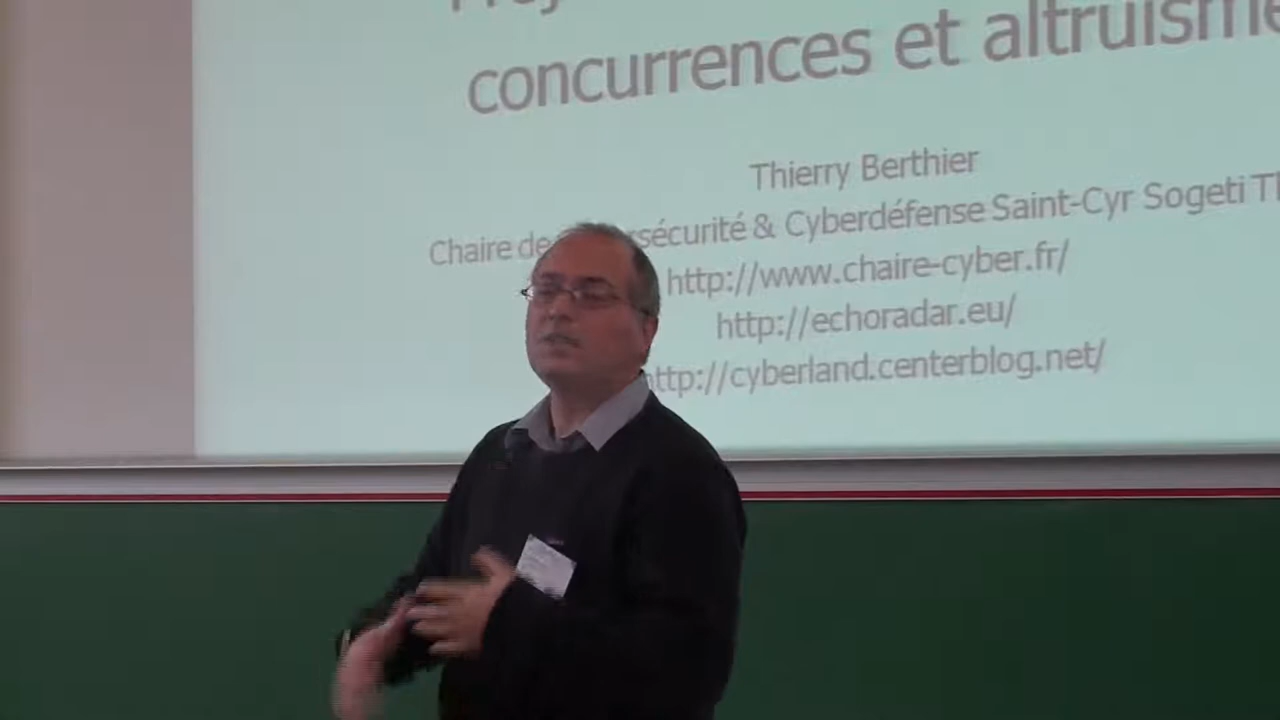 concurrences et altruisme
Thierry Berthier
Chaire de sécurité & Cyberdéfense Saint-Cyr Sogeti
http://www.chaire-cyber.fr/
http://echoradar.eu/
http://cyberland.centerblog.net/